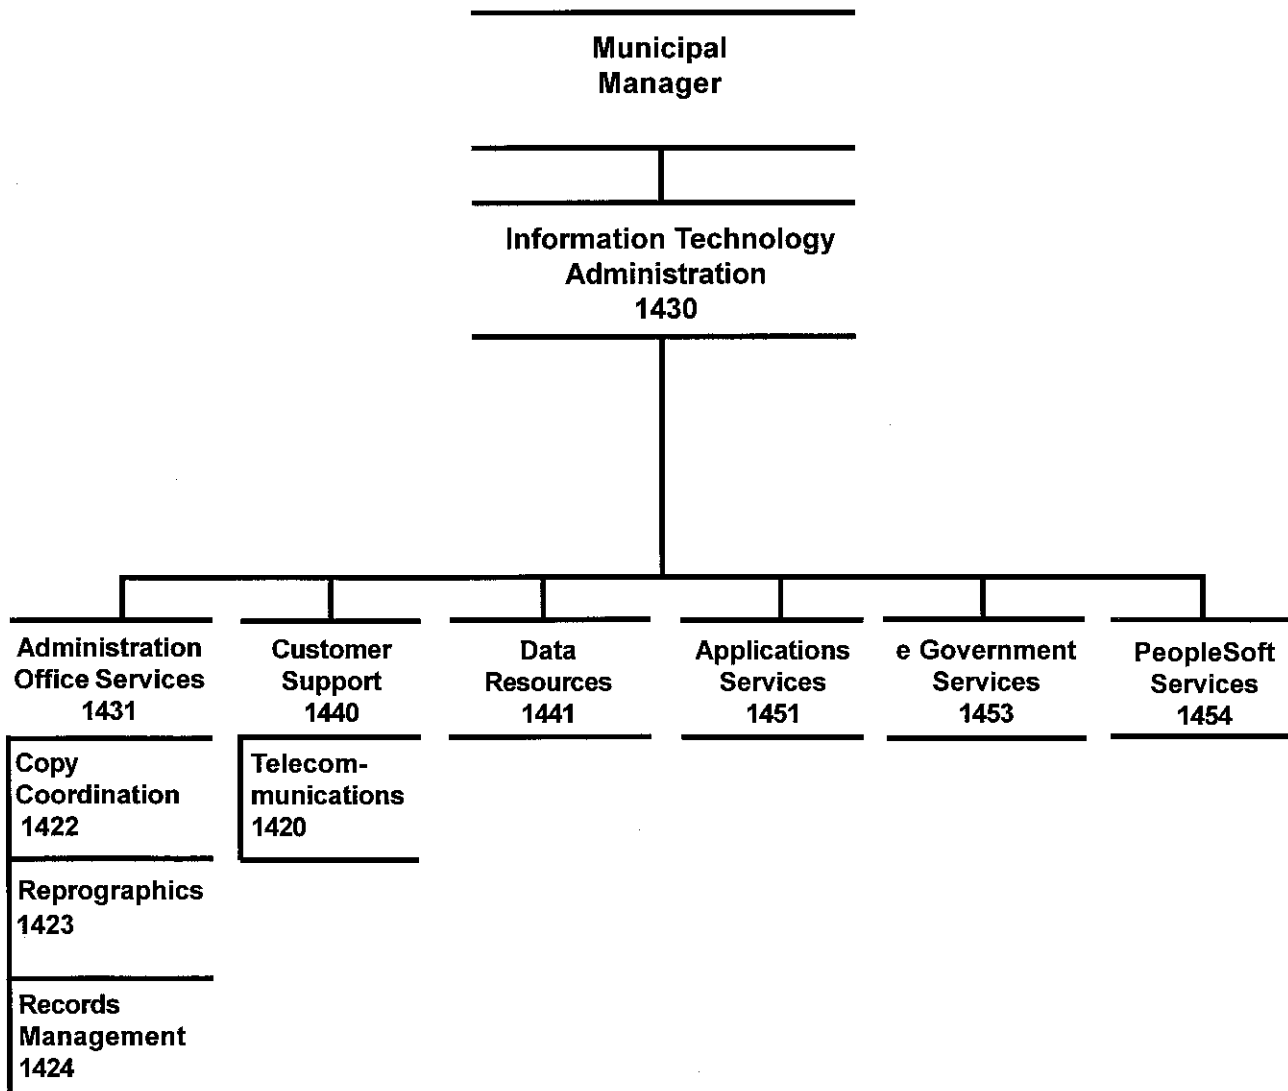 Municipal
Manager
Information Technology
Administration
1430
Administration
Office Services
1431
Customer
Support
1440
Data
Resources
1441
Applications
Services
1451
e Government
Services
1453
PeopleSoft
Services
1454
Copy
Coordination
1422
Reprographics
1423
Records
Management
1424
Telecom-
munications
1420